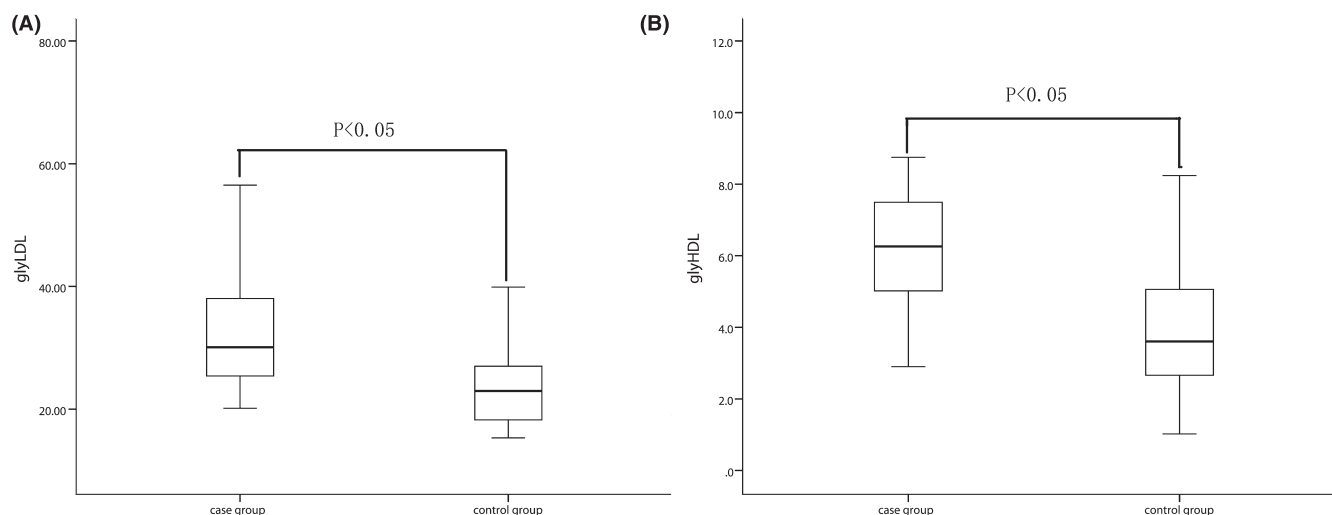 (A)
80.00
60.00
40.00
20.00
glyLDL
P<0.05
case group
control group
(B)
12.0
10.0
8.0
6.0
4.0
2.0
.0
glyHDL
P<0.05
case group
control group